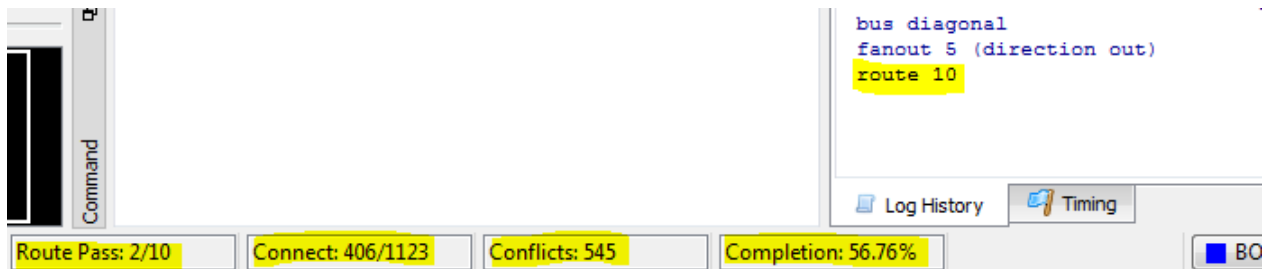 bus diagonal
fanout 5 (direction out)
route 10
Command
Log History
Timing
Route Pass: 2/10
Connect: 406/1123
Conflicts: 545
Completion: 56.76%
BO